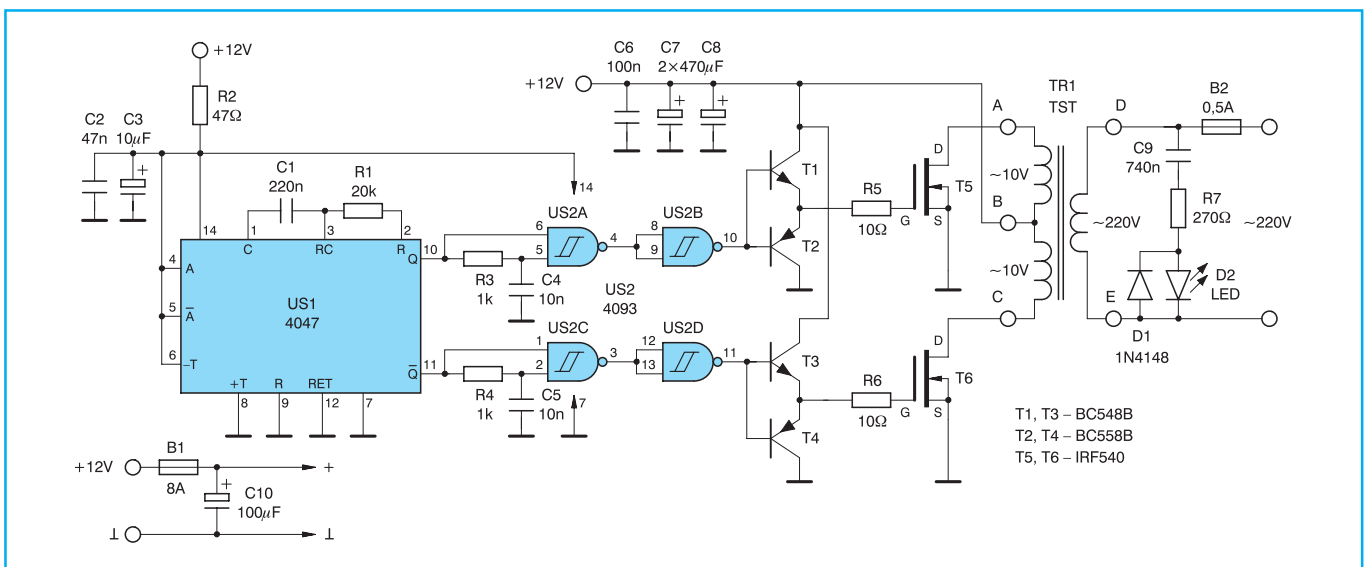 +12V
R2
47Ω
C2
47n
C3
10µF
C1
220n
R1
20k
14
1
3
2
C
RC
R
4
A
5
A̅
6
−T
US1
4047
10
Q
11
Q̅
+T
R
RET
8
9
12
7
R3
1k
C4
10n
R4
1k
C5
10n
14
US2A
6
5
4
US2B
8
9
10
US2
4093
US2C
1
2
3
7
US2D
12
13
11
+12V
C6
100n
C7
C8
2×470µF
+
+
+
T1
T2
T3
T4
R5
10Ω
R6
10Ω
D
G
S
T5
D
G
S
T6
A
B
C
TR1
TST
~10V
~10V
~220V
D
E
B2
0,5A
C9
740n
R7
270Ω
~220V
D2
LED
D1
1N4148
T1, T3 – BC548B
T2, T4 – BC558B
T5, T6 – IRF540
+12V
B1
8A
+
+
C10
100µF
⊥
⊥